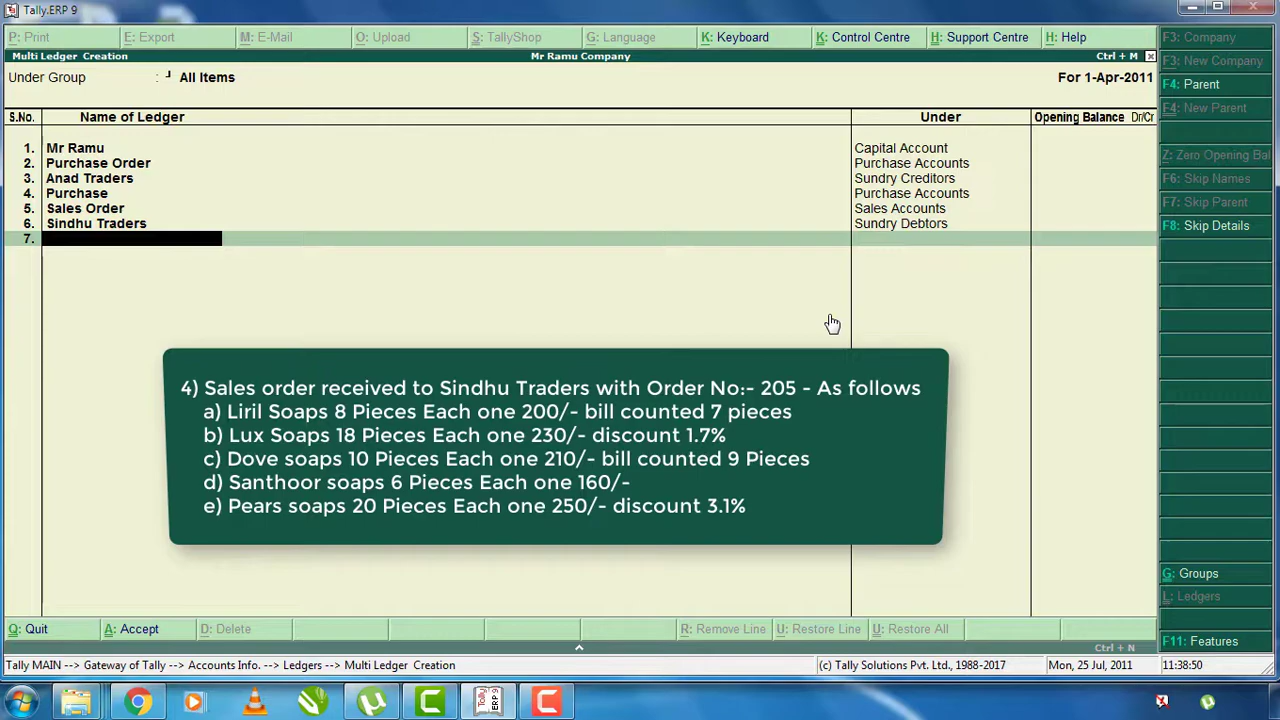 Tally.ERP 9
P: Print E: Export M: E-Mail O: Upload S: TallyShop G: Language K: Keyboard K: Control Centre H: Support Centre H: Help
Multi Ledger Creation Mr Ramu Company Ctrl + M
Under Group : ┘ All Items For 1-Apr-2011
S.No. Name of Ledger Under Opening Balance Dr/Cr
1. Mr Ramu Capital Account
2. Purchase Order Purchase Accounts
3. Anad Traders Sundry Creditors
4. Purchase Purchase Accounts
5. Sales Order Sales Accounts
6. Sindhu Traders Sundry Debtors
7.
4) Sales order received to Sindhu Traders with Order No:- 205 - As follows
a) Liril Soaps 8 Pieces Each one 200/- bill counted 7 pieces
b) Lux Soaps 18 Pieces Each one 230/- discount 1.7%
c) Dove soaps 10 Pieces Each one 210/- bill counted 9 Pieces
d) Santhoor soaps 6 Pieces Each one 160/-
e) Pears soaps 20 Pieces Each one 250/- discount 3.1%
F3: Company
F3: New Company
F4: Parent
F4: New Parent
Z: Zero Opening Bal
F6: Skip Names
F7: Skip Parent
F8: Skip Details
G: Groups
L: Ledgers
F11: Features
Q: Quit A: Accept D: Delete R: Remove Line U: Restore Line U: Restore All
Ctrl + N
Tally MAIN --> Gateway of Tally --> Accounts Info. --> Ledgers --> Multi Ledger Creation (c) Tally Solutions Pvt. Ltd., 1988-2017 Mon, 25 Jul, 2011 11:38:50